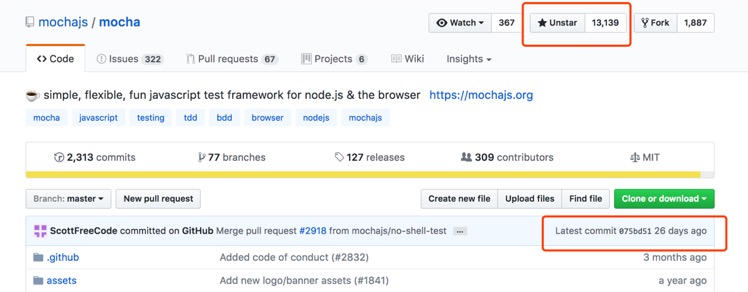 mochajs / mocha Watch 367 Unstar 13,139 Fork 1,887
Code Issues 322 Pull requests 67 Projects 6 Wiki Insights
simple, flexible, fun javascript test framework for node.js & the browser https://mochajs.org
mocha javascript testing tdd bdd browser nodejs mochajs
2,313 commits 77 branches 127 releases 309 contributors MIT
Branch: master New pull request Create new file Upload files Find file Clone or download
ScottFreeCode committed on GitHub Merge pull request #2918 from mochajs/no-shell-test ... Latest commit 075bd51 26 days ago
.github Added code of conduct (#2832) 3 months ago
assets Add new logo/banner assets (#1841) a year ago